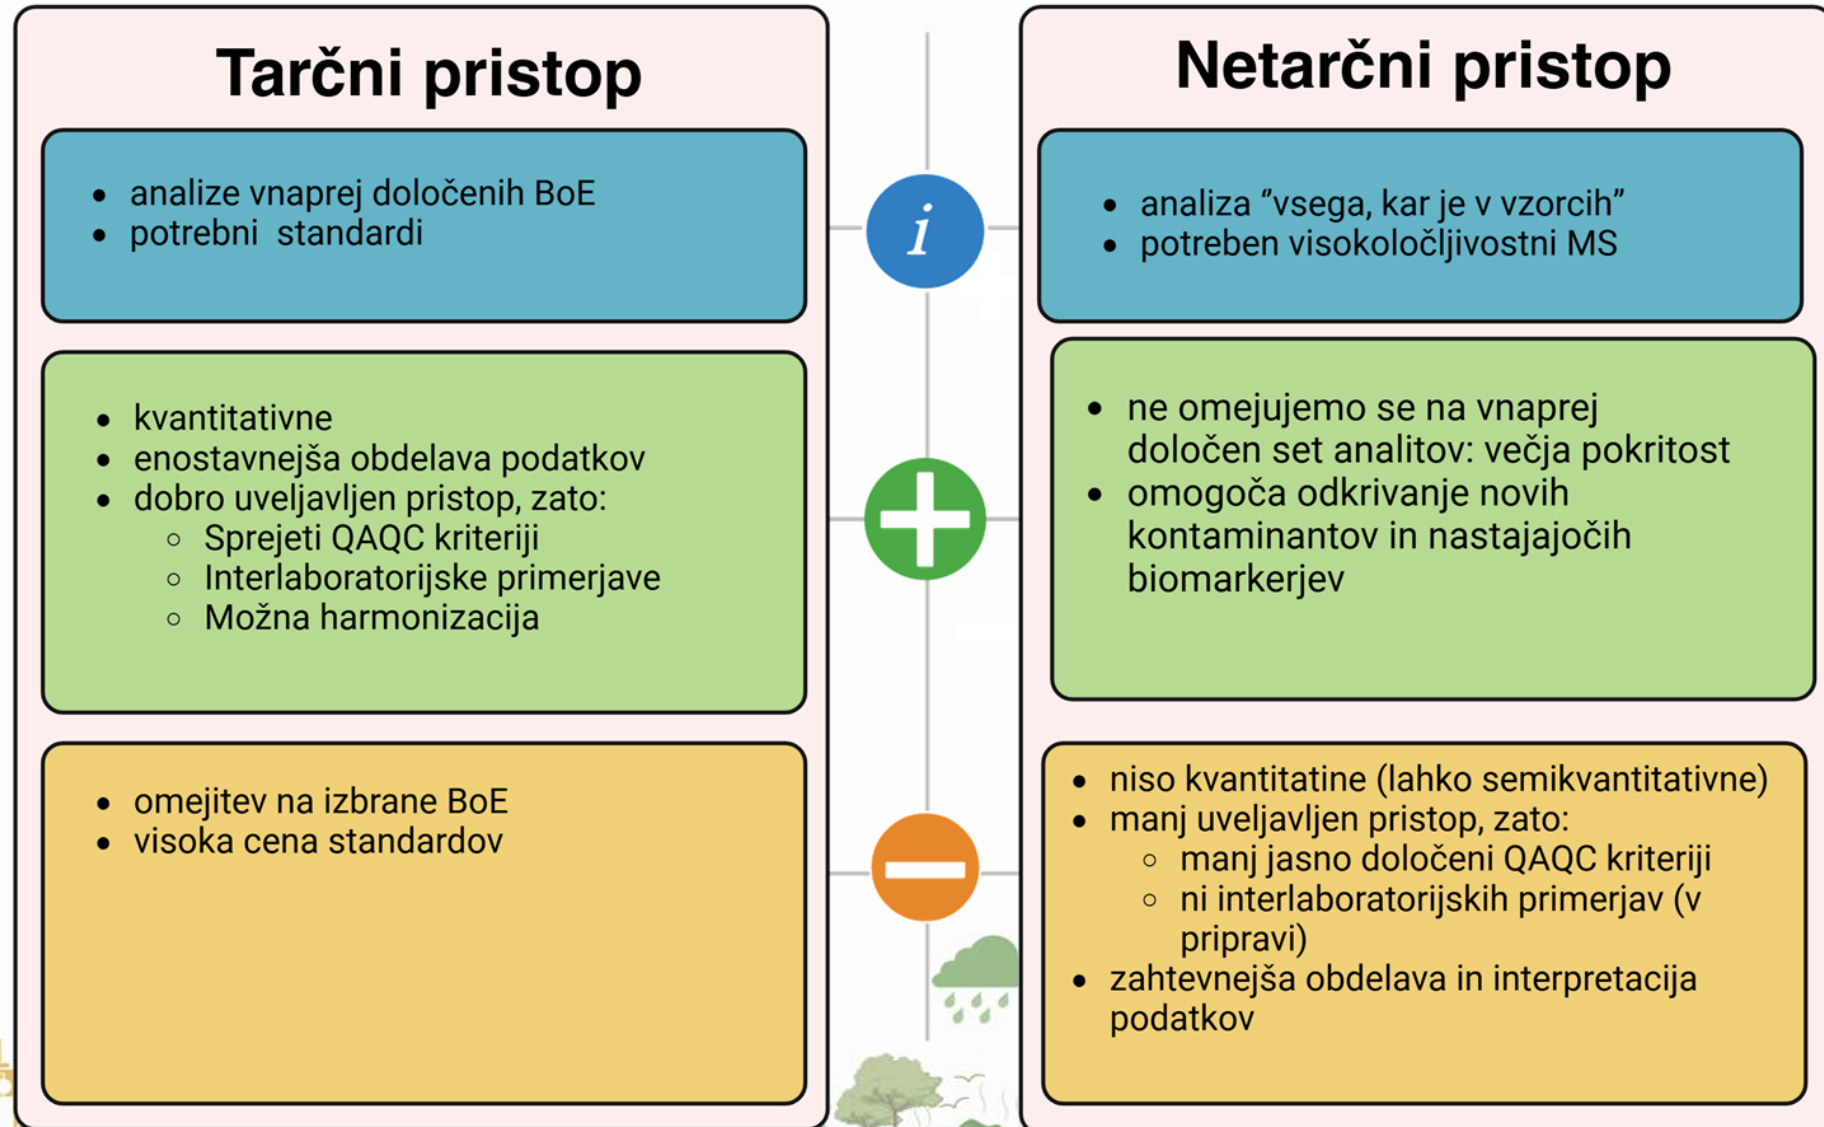 Tarčni pristop
• analize vnaprej določenih BoE
• potrebni  standardi
• kvantitativne
• enostavnejša obdelava podatkov
• dobro uveljavljen pristop, zato:
◦ Sprejeti QAQC kriteriji
◦ Interlaboratorijske primerjave
◦ Možna harmonizacija
• omejitev na izbrane BoE
• visoka cena standardov
i
Netarčni pristop
• analiza “vsega, kar je v vzorcih”
• potreben visokoločljivostni MS
• ne omejujemo se na vnaprej
določen set analitov: večja pokritost
• omogoča odkrivanje novih
kontaminantov in nastajajočih
biomarkerjev
• niso kvantitatine (lahko semikvantitativne)
• manj uveljavljen pristop, zato:
◦ manj jasno določeni QAQC kriteriji
◦ ni interlaboratorijskih primerjav (v
pripravi)
• zahtevnejša obdelava in interpretacija
podatkov